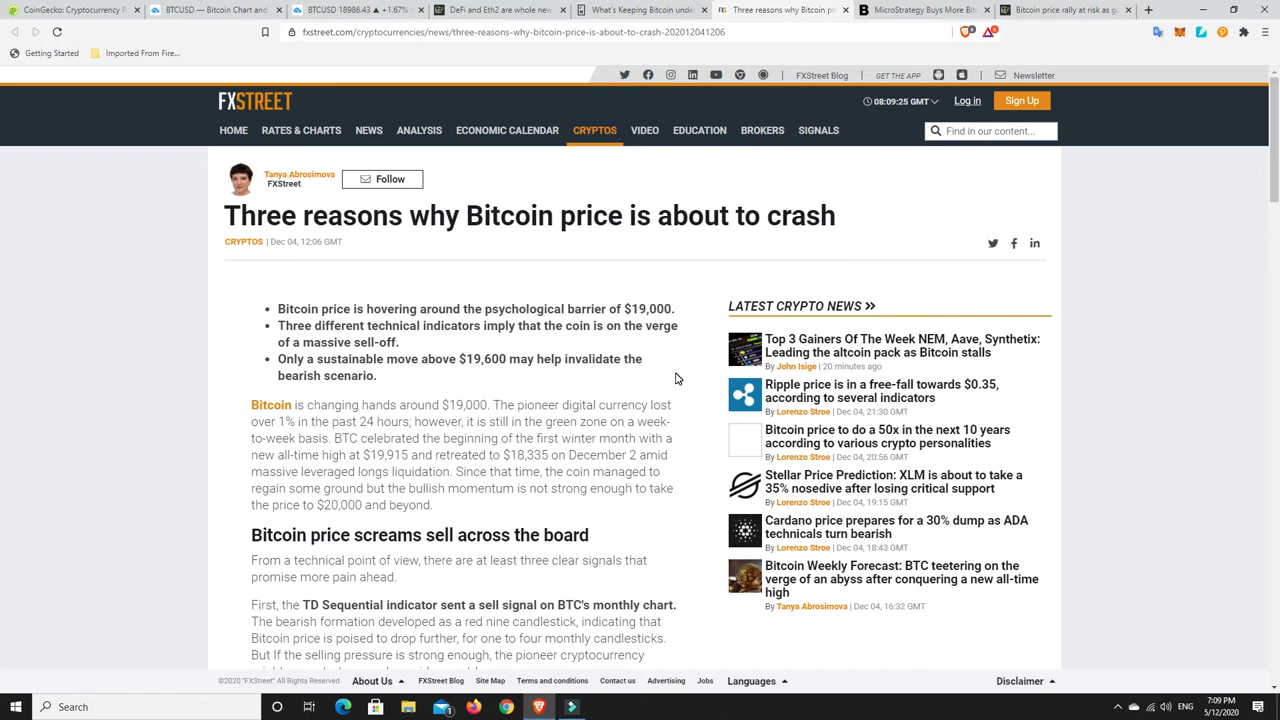 CoinGecko: Cryptocurrency P
BTCUSD — Bitcoin Chart and
BTCUSD 18986.43 ▲ +1.67%
DeFi and Eth2 are whole new
What's Keeping Bitcoin under
Three reasons why Bitcoin pri
MicroStrategy Buys More Bit
Bitcoin price rally at risk as go
fxstreet.com/cryptocurrencies/news/three-reasons-why-bitcoin-price-is-about-to-crash-202012041206
Getting Started
Imported From Fire...
FXStreet Blog
GET THE APP
Newsletter
FXSTREET
08:09:25 GMT
Log in
Sign Up
HOME
RATES & CHARTS
NEWS
ANALYSIS
ECONOMIC CALENDAR
CRYPTOS
VIDEO
EDUCATION
BROKERS
SIGNALS
Find in our content...
Tanya Abrosimova
FXStreet
Follow
Three reasons why Bitcoin price is about to crash
CRYPTOS | Dec 04, 12:06 GMT
• Bitcoin price is hovering around the psychological barrier of $19,000.
• Three different technical indicators imply that the coin is on the verge
of a massive sell-off.
• Only a sustainable move above $19,600 may help invalidate the
bearish scenario.
Bitcoin is changing hands around $19,000. The pioneer digital currency lost
over 1% in the past 24 hours; however, it is still in the green zone on a week-
to-week basis. BTC celebrated the beginning of the first winter month with a
new all-time high at $19,915 and retreated to $18,335 on December 2 amid
massive leveraged longs liquidation. Since that time, the coin managed to
regain some ground but the bullish momentum is not strong enough to take
the price to $20,000 and beyond.
Bitcoin price screams sell across the board
From a technical point of view, there are at least three clear signals that
promise more pain ahead.
First, the TD Sequential indicator sent a sell signal on BTC's monthly chart.
The bearish formation developed as a red nine candlestick, indicating that
Bitcoin price is poised to drop further, for one to four monthly candlesticks.
But If the selling pressure is strong enough, the pioneer cryptocurrency
LATEST CRYPTO NEWS
Top 3 Gainers Of The Week NEM, Aave, Synthetix:
Leading the altcoin pack as Bitcoin stalls
By John Isige | 20 minutes ago
Ripple price is in a free-fall towards $0.35,
according to several indicators
By Lorenzo Stroe | Dec 04, 21:30 GMT
Bitcoin price to do a 50x in the next 10 years
according to various crypto personalities
By Lorenzo Stroe | Dec 04, 20:56 GMT
Stellar Price Prediction: XLM is about to take a
35% nosedive after losing critical support
By Lorenzo Stroe | Dec 04, 19:15 GMT
Cardano price prepares for a 30% dump as ADA
technicals turn bearish
By Lorenzo Stroe | Dec 04, 18:43 GMT
Bitcoin Weekly Forecast: BTC teetering on the
verge of an abyss after conquering a new all-time
high
By Tanya Abrosimova | Dec 04, 16:32 GMT
©2020 "FXStreet" All Rights Reserved
About Us
FXStreet Blog
Site Map
Terms and conditions
Contact us
Advertising
Jobs
Languages
Disclaimer
Search
ENG
7:09 PM
5/12/2020